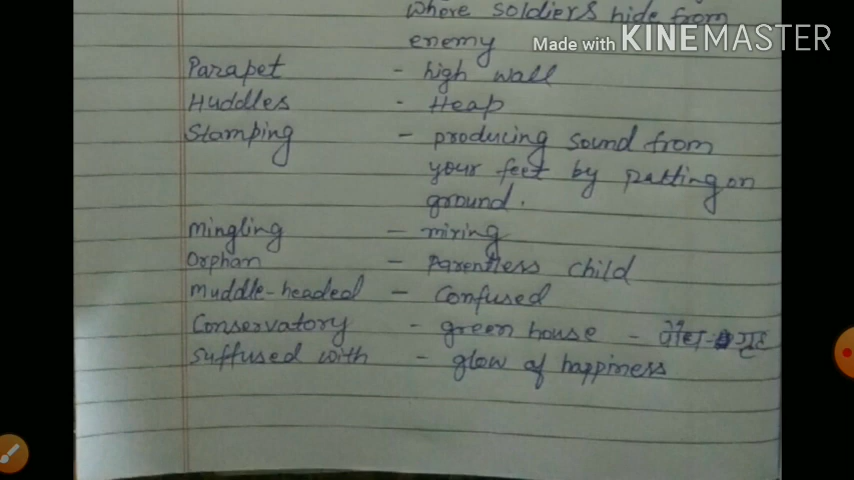 where soldiers hide from
enemy
Made with KINEMASTER
Parapet - high wall
Huddles - Heap
Stamping - producing sound from
your feet by patting on
ground.
mingling - mixing
Orphan - Parentless child
muddle-headed - Confused
Conservatory - green house - पौधा-गृह
Suffused with - glow of happiness